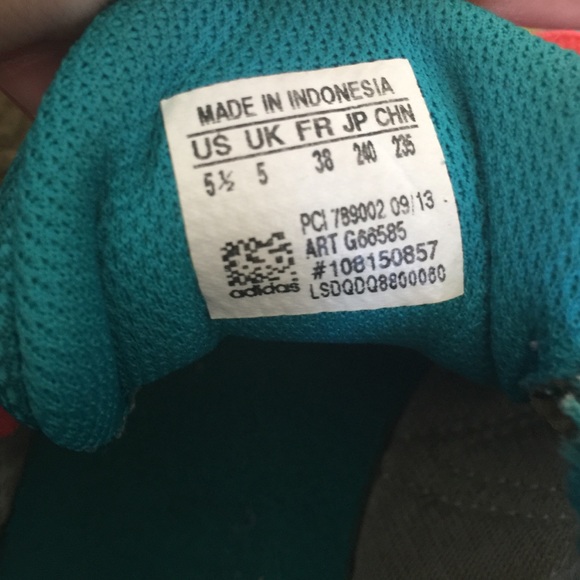 MADE IN INDONESIA
US UK FR JP CHN
5½ 5 38 240 235
PCI 789002 09/13
ART G66585
#108150857
LSDQDQ8800060
adidas